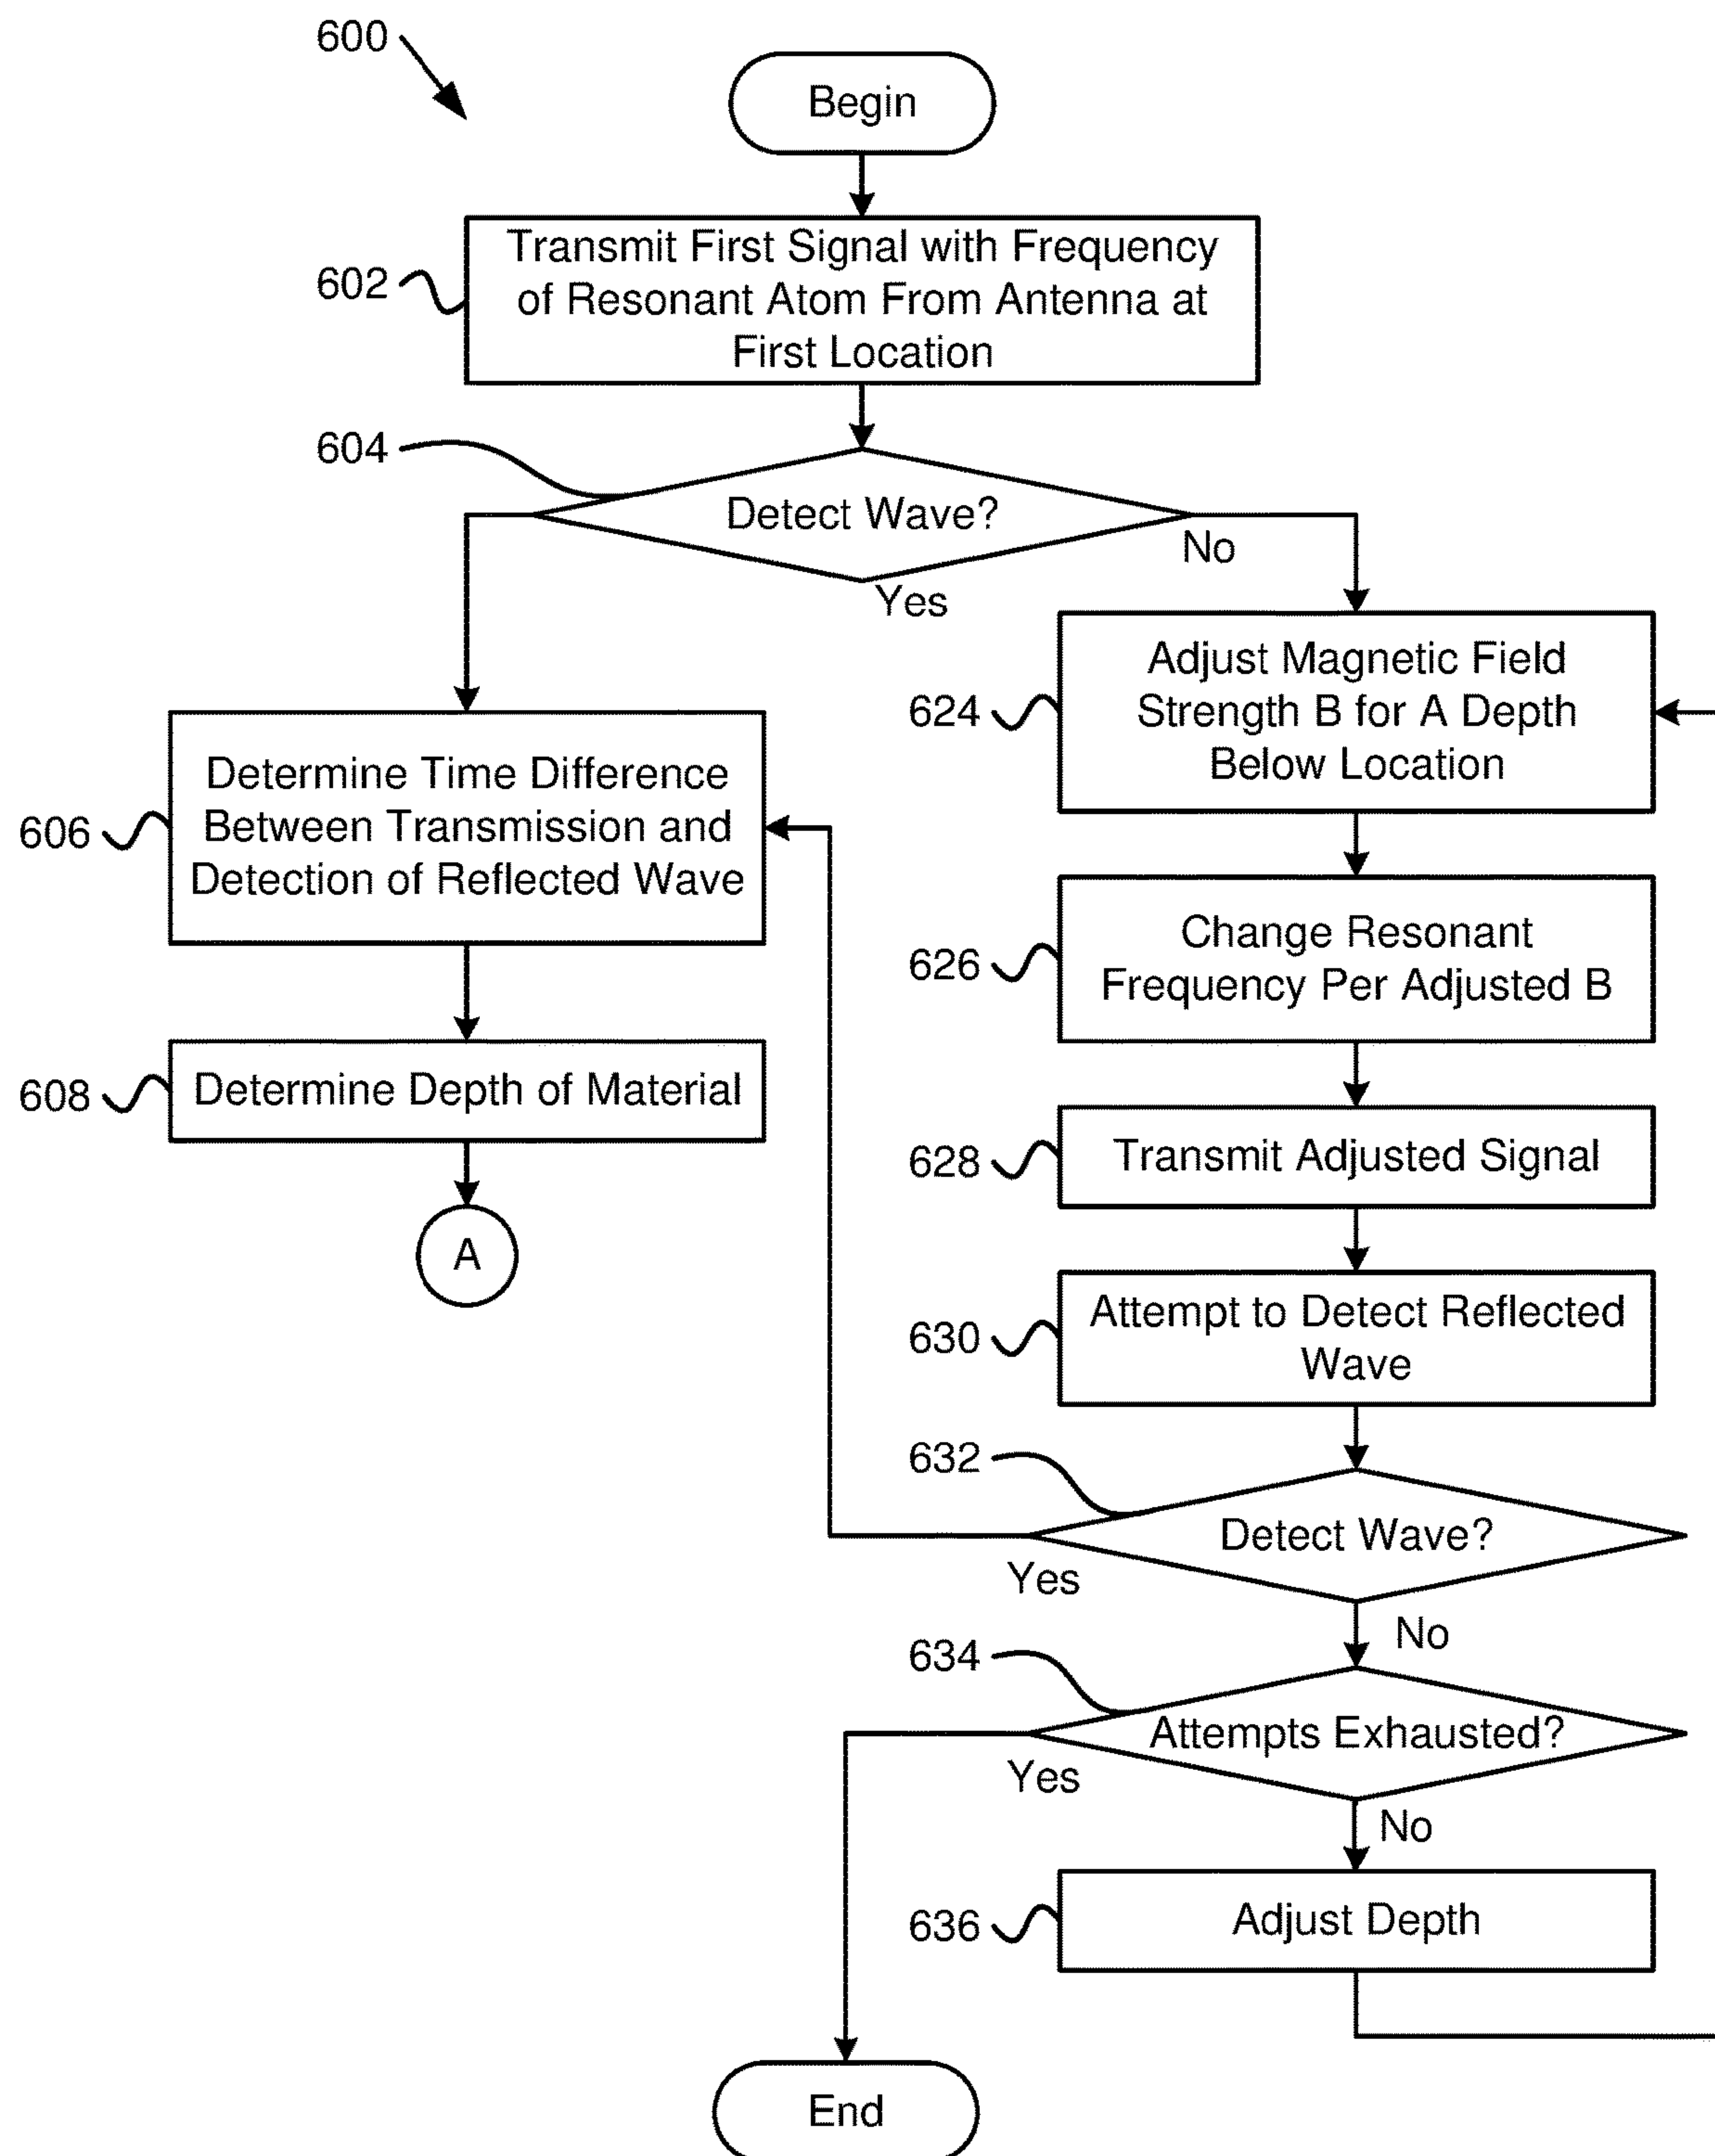 600
Begin
602
Transmit First Signal with Frequency
of Resonant Atom From Antenna at
First Location
604
Detect Wave?
No
Yes
624
Adjust Magnetic Field
Strength B for A Depth
Below Location
606
Determine Time Difference
Between Transmission and
Detection of Reflected Wave
626
Change Resonant
Frequency Per Adjusted B
608
Determine Depth of Material
628
Transmit Adjusted Signal
A
630
Attempt to Detect Reflected
Wave
632
Detect Wave?
Yes
No
634
Attempts Exhausted?
Yes
No
636
Adjust Depth
End